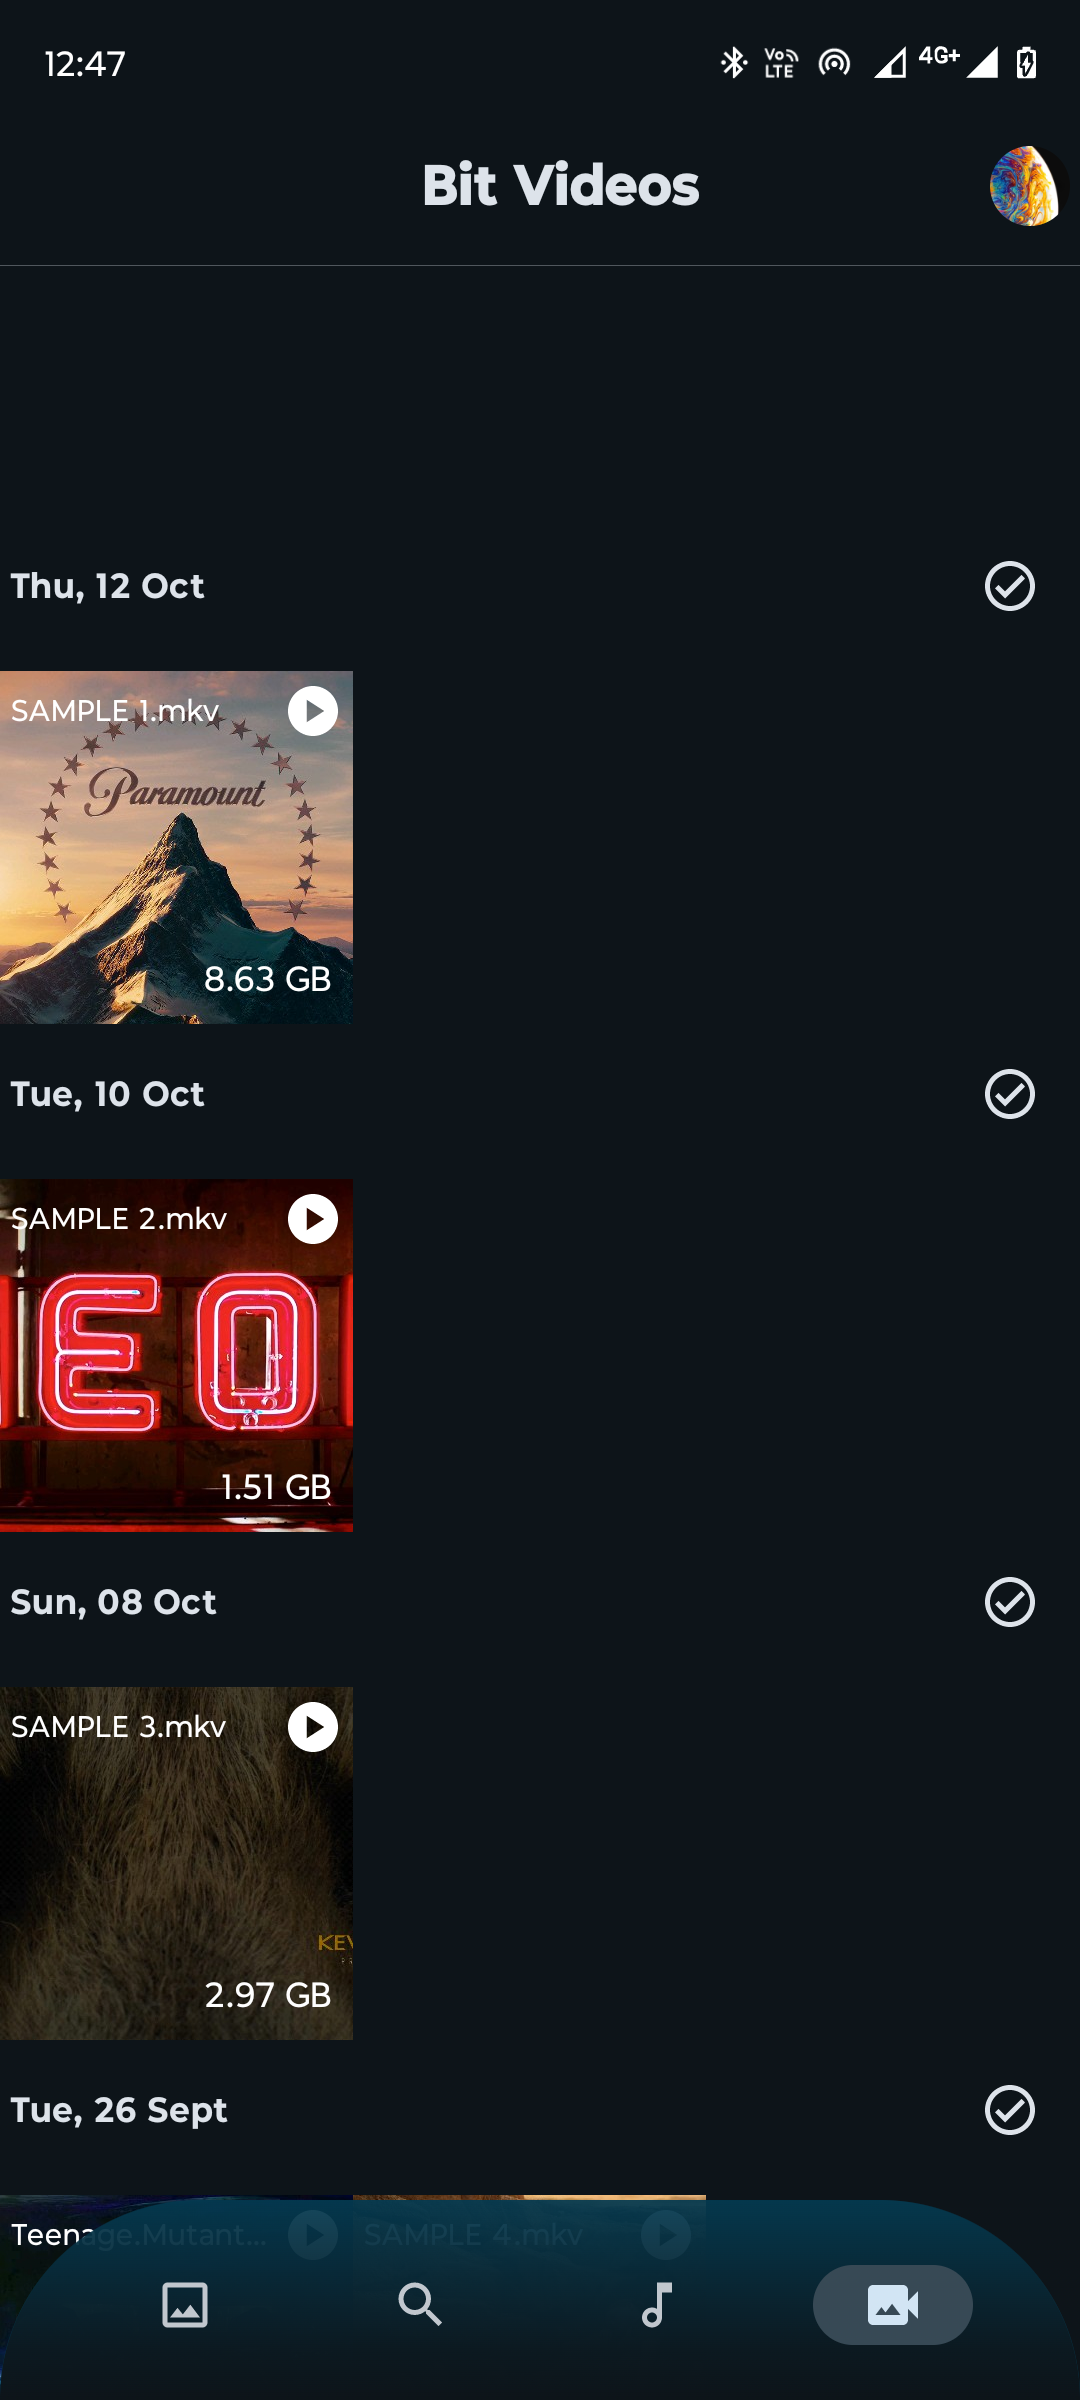 12:47
Vo
LTE
4G+
Bit Videos
Thu, 12 Oct
SAMPLE 1.mkv
Paramount
8.63 GB
Tue, 10 Oct
SAMPLE 2.mkv
EO
1.51 GB
Sun, 08 Oct
SAMPLE 3.mkv
KEV
2.97 GB
Tue, 26 Sept
Teenage.Mutant...
SAMPLE 4.mkv